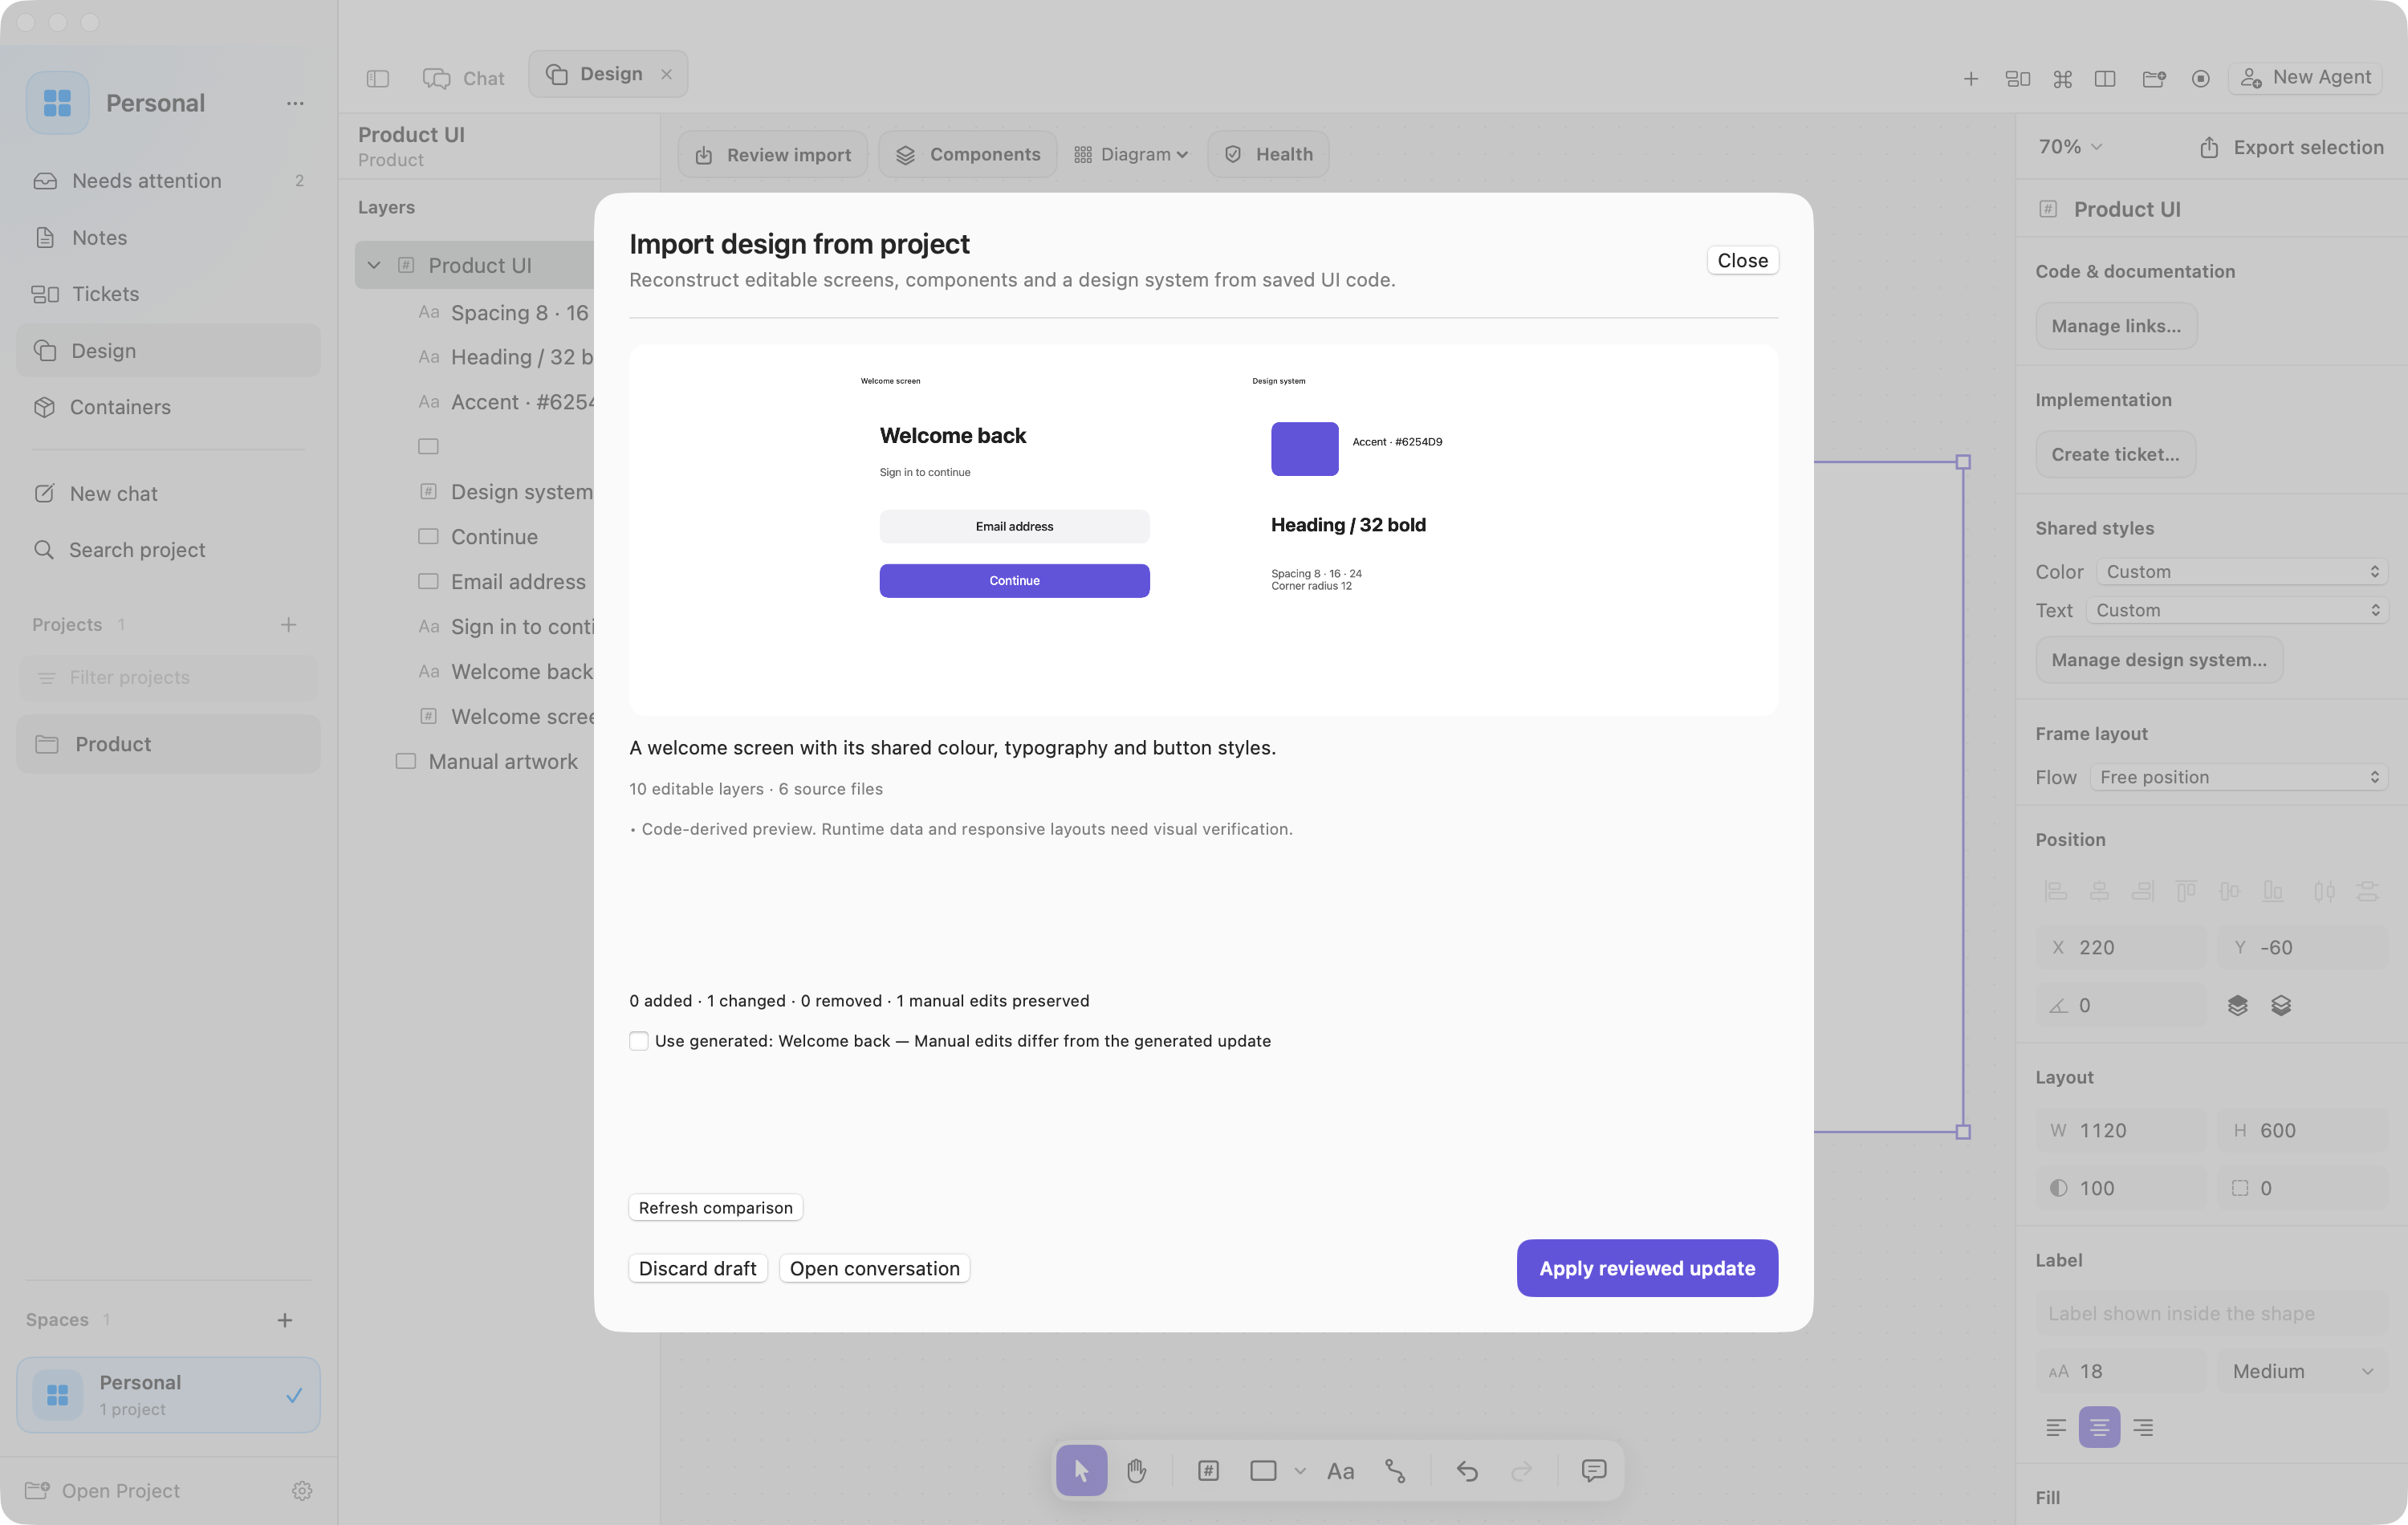 Personal
Needs attention 2
Notes
Tickets
Design
Containers
New chat
Search project
Projects 1
Filter projects
Product
Spaces 1
Personal
1 project
Open Project
Chat
Design
New Agent
Product UI
Product
Layers
Product UI
Aa Spacing 8 · 16
Aa Heading / 32 b
Aa Accent · #6254
Design system
Continue
Email address
Aa Sign in to conti
Aa Welcome back
Welcome scree
Manual artwork
Review import
Components
Diagram
Health
Import design from project
Reconstruct editable screens, components and a design system from saved UI code.
Close
Welcome screen
Welcome back
Sign in to continue
Email address
Continue
Design system
Accent · #6254D9
Heading / 32 bold
Spacing 8 · 16 · 24
Corner radius 12
A welcome screen with its shared colour, typography and button styles.
10 editable layers · 6 source files
• Code-derived preview. Runtime data and responsive layouts need visual verification.
0 added · 1 changed · 0 removed · 1 manual edits preserved
Use generated: Welcome back — Manual edits differ from the generated update
Refresh comparison
Discard draft
Open conversation
Apply reviewed update
Aa
70%
Export selection
Product UI
Code & documentation
Manage links...
Implementation
Create ticket...
Shared styles
Color Custom
Text Custom
Manage design system...
Frame layout
Flow Free position
Position
X 220 Y -60
0
Layout
W 1120 H 600
100 0
Label
Label shown inside the shape
AA 18 Medium
Fill